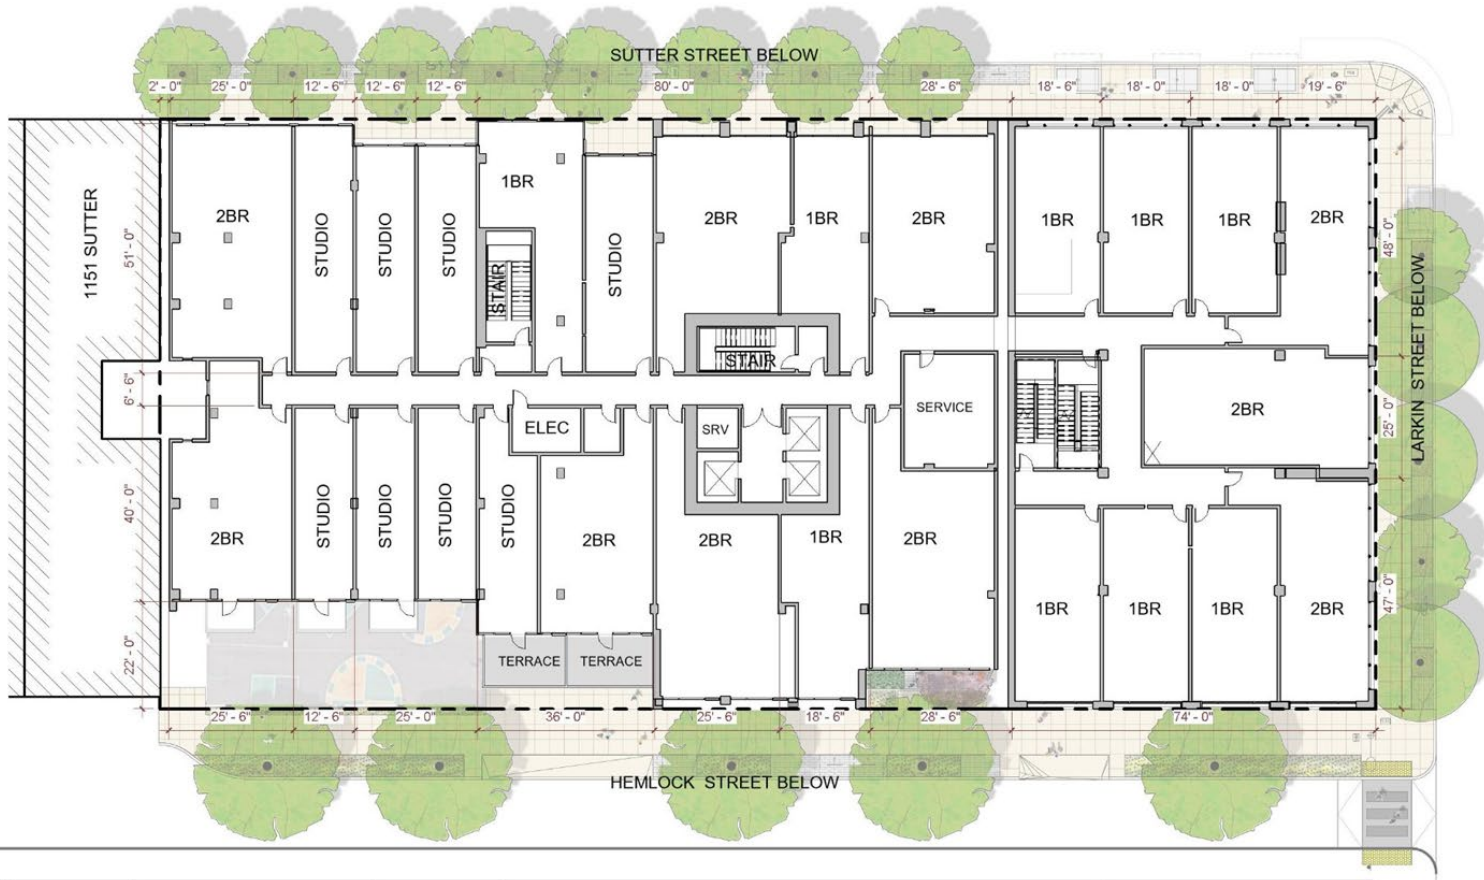 SUTTER STREET BELOW
2' - 0"
25' - 0"
12' - 6"
12' - 6"
12' - 6"
80' - 0"
28' - 6"
18' - 6"
18' - 0"
18' - 0"
19' - 6"
1151 SUTTER
51' - 0"
6' - 6"
40' - 0"
22' - 0"
2BR
STUDIO
STUDIO
STUDIO
1BR
STAIR
STUDIO
2BR
1BR
2BR
1BR
1BR
1BR
2BR
48' - 0"
LARKIN STREET BELOW
25' - 0"
47' - 0"
STAIR
SERVICE
2BR
ELEC
SRV
2BR
STUDIO
STUDIO
STUDIO
STUDIO
2BR
2BR
1BR
2BR
1BR
1BR
1BR
2BR
TERRACE
TERRACE
25' - 6"
12' - 6"
25' - 0"
36' - 0"
25' - 6"
18' - 6"
28' - 6"
74' - 0"
HEMLOCK STREET BELOW